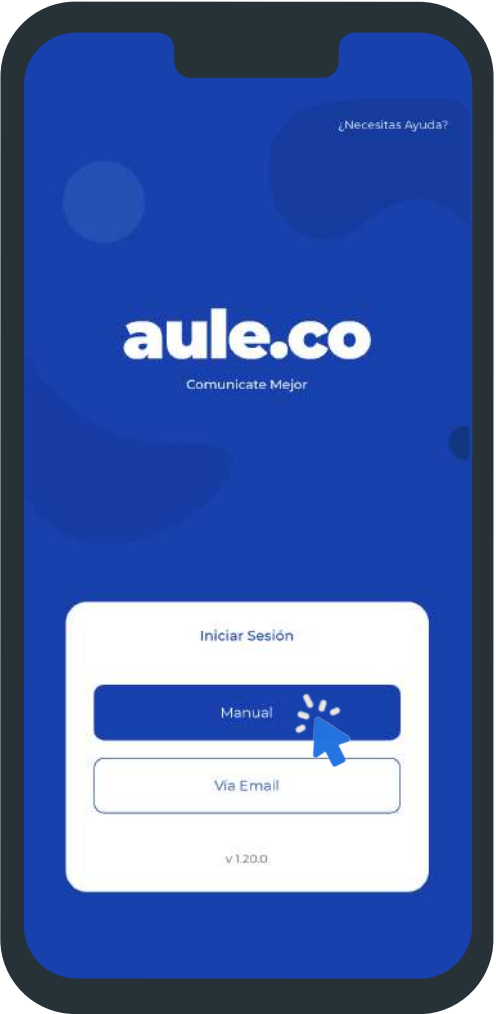 ¿Necesitas Ayuda?
aule.co
Comunicate Mejor
Iniciar Sesión
Manual
Vía Email
v 1.20.0